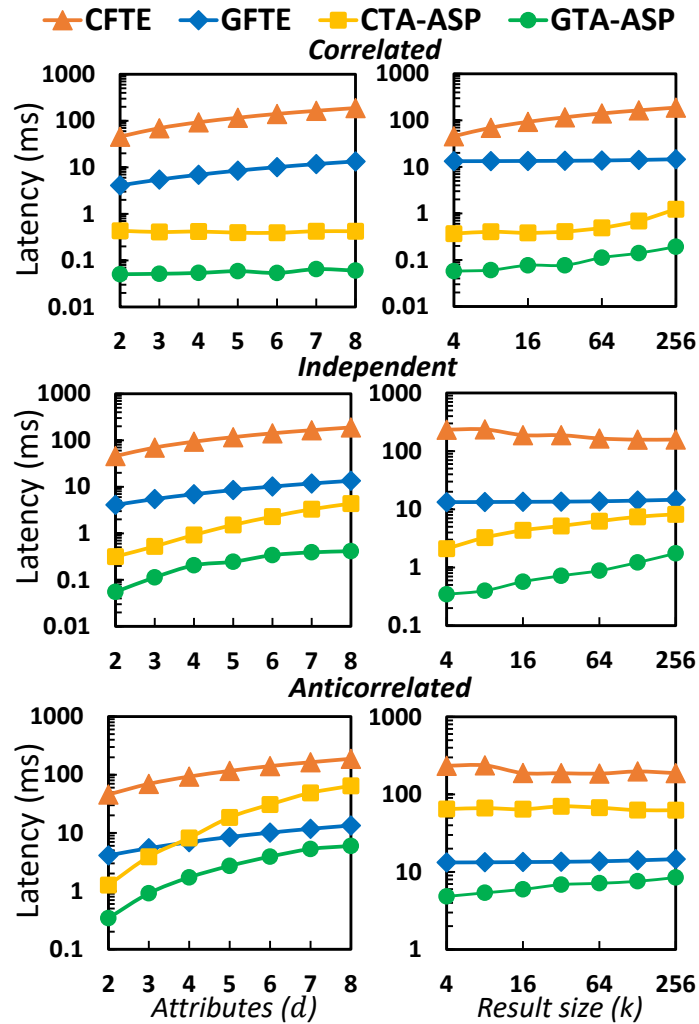 CFTE GFTE CTA-ASP GTA-ASP
Correlated
Latency (ms)
1000
100
10
1
0.1
0.01
2 3 4 5 6 7 8
1000
100
10
1
0.1
0.01
4 16 64 256
Independent
Latency (ms)
1000
100
10
1
0.1
0.01
2 3 4 5 6 7 8
1000
100
10
1
0.1
4 16 64 256
Anticorrelated
Latency (ms)
1000
100
10
1
0.1
2 3 4 5 6 7 8
Attributes (d)
1000
100
10
1
4 16 64 256
Result size (k)